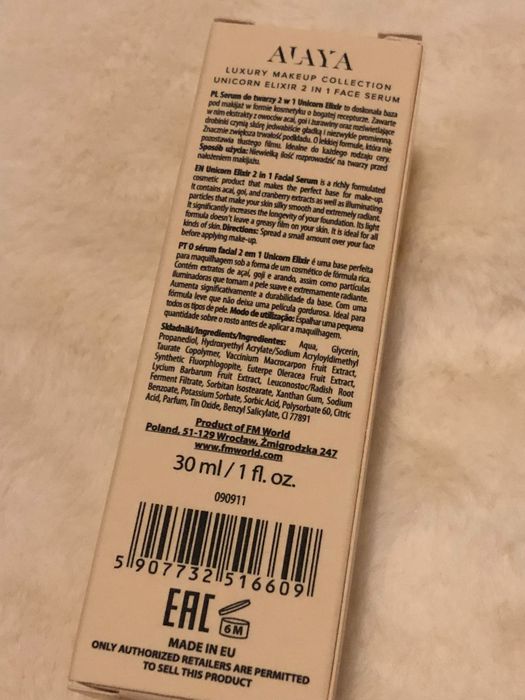 ALAYA
LUXURY MAKEUP COLLECTION
UNICORN ELIXIR 2 IN 1 FACE SERUM
PL Serum do twarzy 2 w 1 Unicorn Elixir to doskonała baza
pod makijaż w formie kosmetyku o bogatej recepturze. Zawarte
w nim ekstrakty z owoców acai, goi i żurawiny oraz rozświetlające
drobinki czynią skórę jedwabiście gładką i niezwykle promienną.
Znacznie zwiększa trwałość podkładu. O lekkiej formule, która nie
pozostawia tłustego filmu. Idealne do każdego rodzaju cery.
Sposób użycia: Niewielką ilość rozprowadzić na twarzy przed
nałożeniem makijażu.
EN Unicorn Elixir 2 in 1 Facial Serum is a richly formulated
cosmetic product that makes the perfect base for make-up.
It contains acai, goi, and cranberry extracts as well as illuminating
particles that make your skin silky smooth and extremely radiant.
It significantly increases the longevity of your foundation. Its light
formula doesn't leave a greasy film on your skin. It is ideal for all
kinds of skin. Directions: Spread a small amount over your face
before applying make-up.
PT O sérum facial 2 em 1 Unicorn Elixir é uma base perfeita
para maquilhagem sob a forma de um cosmético de fórmula rica.
Contém extratos de açaí, goji e arando, assim como partículas
iluminadoras que tornam a pele suave e extremamente radiante.
Aumenta significativamente a durabilidade da base. Com uma
fórmula leve que não deixa uma película gordurosa. Ideal para
todos os tipos de pele. Modo de utilização: Espalhar uma pequena
quantidade sobre o rosto antes de aplicar a maquilhagem.
Składniki/Ingredients/Ingredientes: Aqua, Glycerin,
Propanediol, Hydroxyethyl Acrylate/Sodium Acryloyldimethyl
Taurate Copolymer, Vaccinium Macrocarpon Fruit Extract,
Synthetic Fluorphlogopite, Euterpe Oleracea Fruit Extract,
Lycium Barbarum Fruit Extract, Leuconostoc/Radish Root
Ferment Filtrate, Sorbitan Isostearate, Xanthan Gum, Sodium
Benzoate, Potassium Sorbate, Sorbic Acid, Polysorbate 60, Citric
Acid, Parfum, Tin Oxide, Benzyl Salicylate, CI 77891
Product of FM World
Poland, 51-129 Wrocław, Żmigrodzka 247
www.fmworld.com
30 ml / 1 fl. oz.
090911
5 907732 516609
EAC
6M
MADE IN EU
ONLY AUTHORIZED RETAILERS ARE PERMITTED
TO SELL THIS PRODUCT